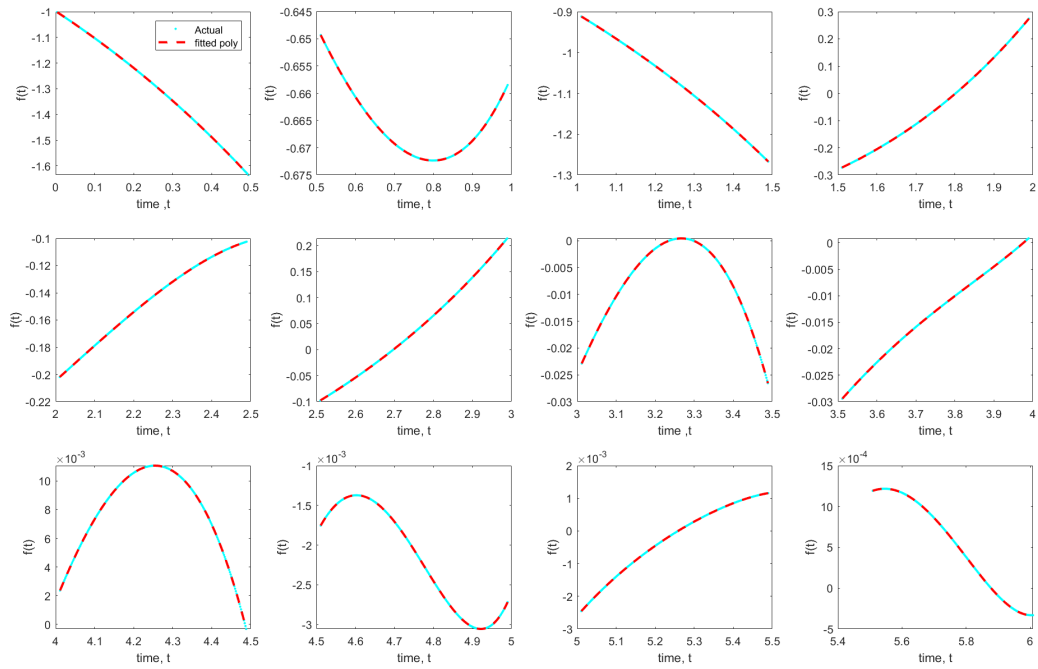 -1
-1.1
-1.2
-1.3
-1.4
-1.5
-1.6
f(t)
Actual
fitted poly
0 0.1 0.2 0.3 0.4 0.5
time ,t
-0.645
-0.65
-0.655
-0.66
-0.665
-0.67
-0.675
f(t)
0.5 0.6 0.7 0.8 0.9 1
time, t
-0.9
-1
-1.1
-1.2
-1.3
f(t)
1 1.1 1.2 1.3 1.4 1.5
time, t
0.3
0.2
0.1
0
-0.1
-0.2
-0.3
f(t)
1.5 1.6 1.7 1.8 1.9 2
time, t
-0.1
-0.12
-0.14
-0.16
-0.18
-0.2
-0.22
f(t)
2 2.1 2.2 2.3 2.4 2.5
time, t
0.2
0.15
0.1
0.05
0
-0.05
-0.1
f(t)
2.5 2.6 2.7 2.8 2.9 3
time, t
0
-0.005
-0.01
-0.015
-0.02
-0.025
-0.03
f(t)
3 3.1 3.2 3.3 3.4 3.5
time ,t
0
-0.005
-0.01
-0.015
-0.02
-0.025
-0.03
f(t)
3.5 3.6 3.7 3.8 3.9 4
time, t
×10⁻³
10
8
6
4
2
0
f(t)
4 4.1 4.2 4.3 4.4 4.5
time, t
×10⁻³
-1
-1.5
-2
-2.5
-3
f(t)
4.5 4.6 4.7 4.8 4.9 5
time, t
×10⁻³
2
1
0
-1
-2
-3
f(t)
5 5.1 5.2 5.3 5.4 5.5
time ,t
×10⁻⁴
15
10
5
0
-5
f(t)
5.4 5.6 5.8 6
time, t